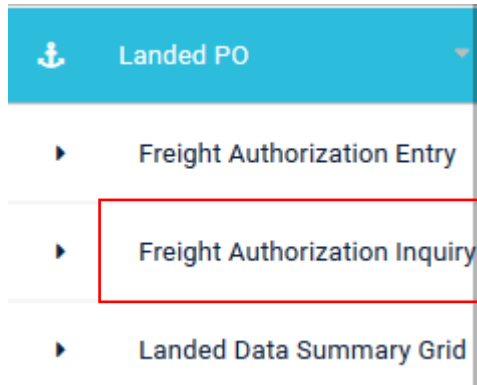 Landed PO
Freight Authorization Entry
Freight Authorization Inquiry
Landed Data Summary Grid